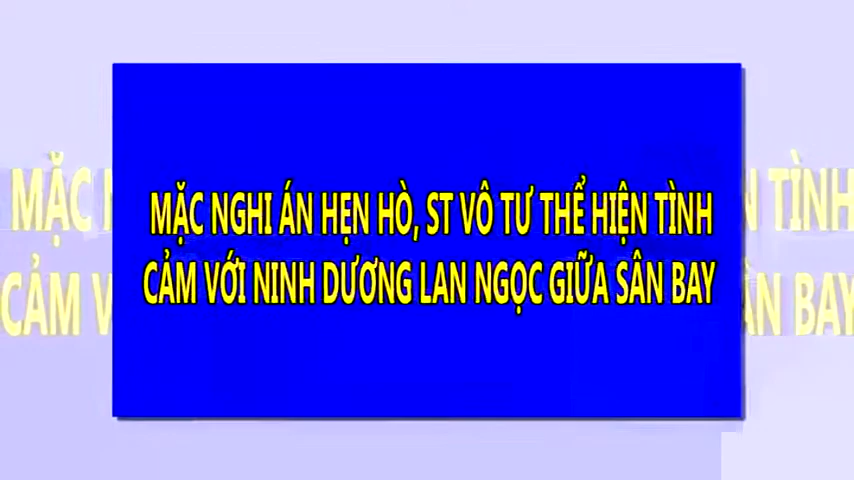 MẶC NGHI ÁN HẸN HÒ, ST VÔ TƯ THỂ HIỆN TÌNH
CẢM VỚI NINH DƯƠNG LAN NGỌC GIỮA SÂN BAY